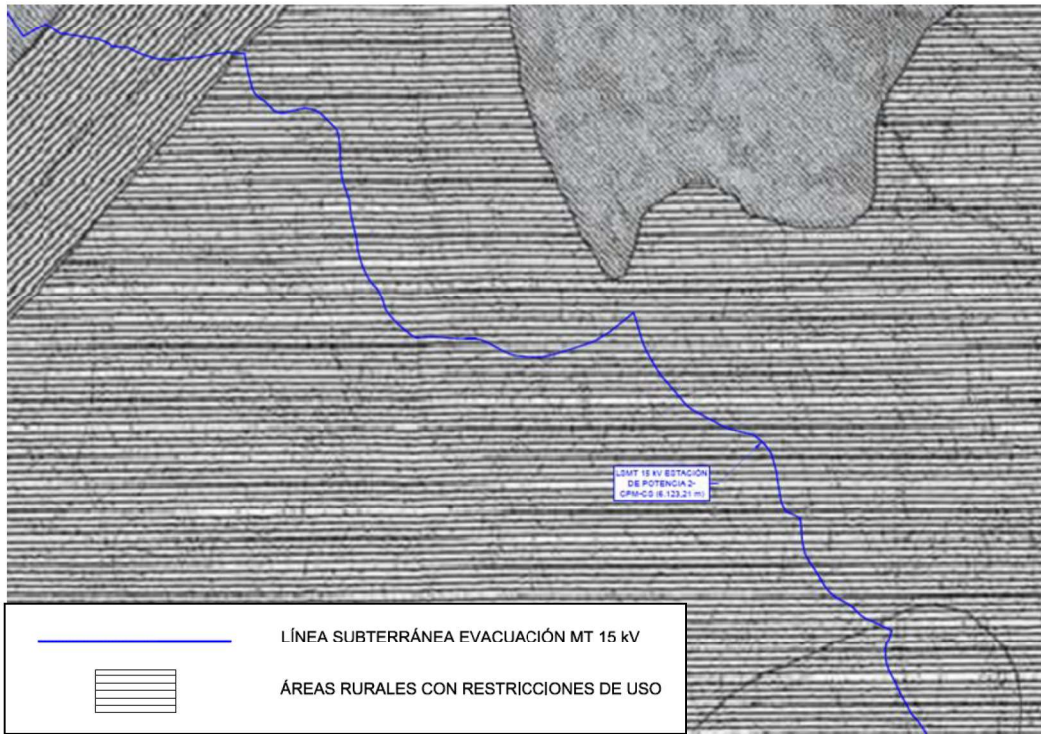 LSMT 15 kV ESTACIÓN
DE POTENCIA 2-
CPM-CS (6.123,21 m)
LÍNEA SUBTERRÁNEA EVACUACIÓN MT 15 kV
ÁREAS RURALES CON RESTRICCIONES DE USO